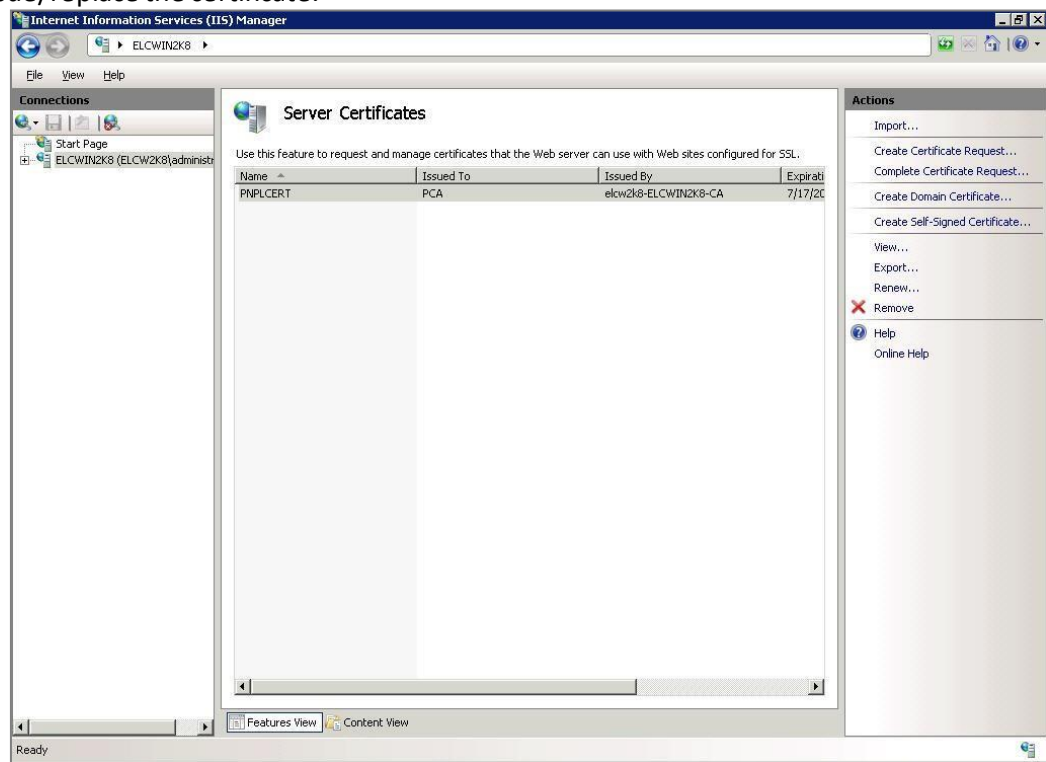 replace the certificate.
Internet Information Services (IIS) Manager
ELCWIN2K8
File View Help
Connections
Start Page
ELCWIN2K8 (ELCW2K8\administr
Server Certificates
Use this feature to request and manage certificates that the Web server can use with Web sites configured for SSL.
Name Issued To Issued By Expirati
PNPLCERT PCA elcw2k8-ELCWIN2K8-CA 7/17/20
Features View Content View
Actions
Import...
Create Certificate Request...
Complete Certificate Request...
Create Domain Certificate...
Create Self-Signed Certificate...
View...
Export...
Renew...
Remove
Help
Online Help
Ready